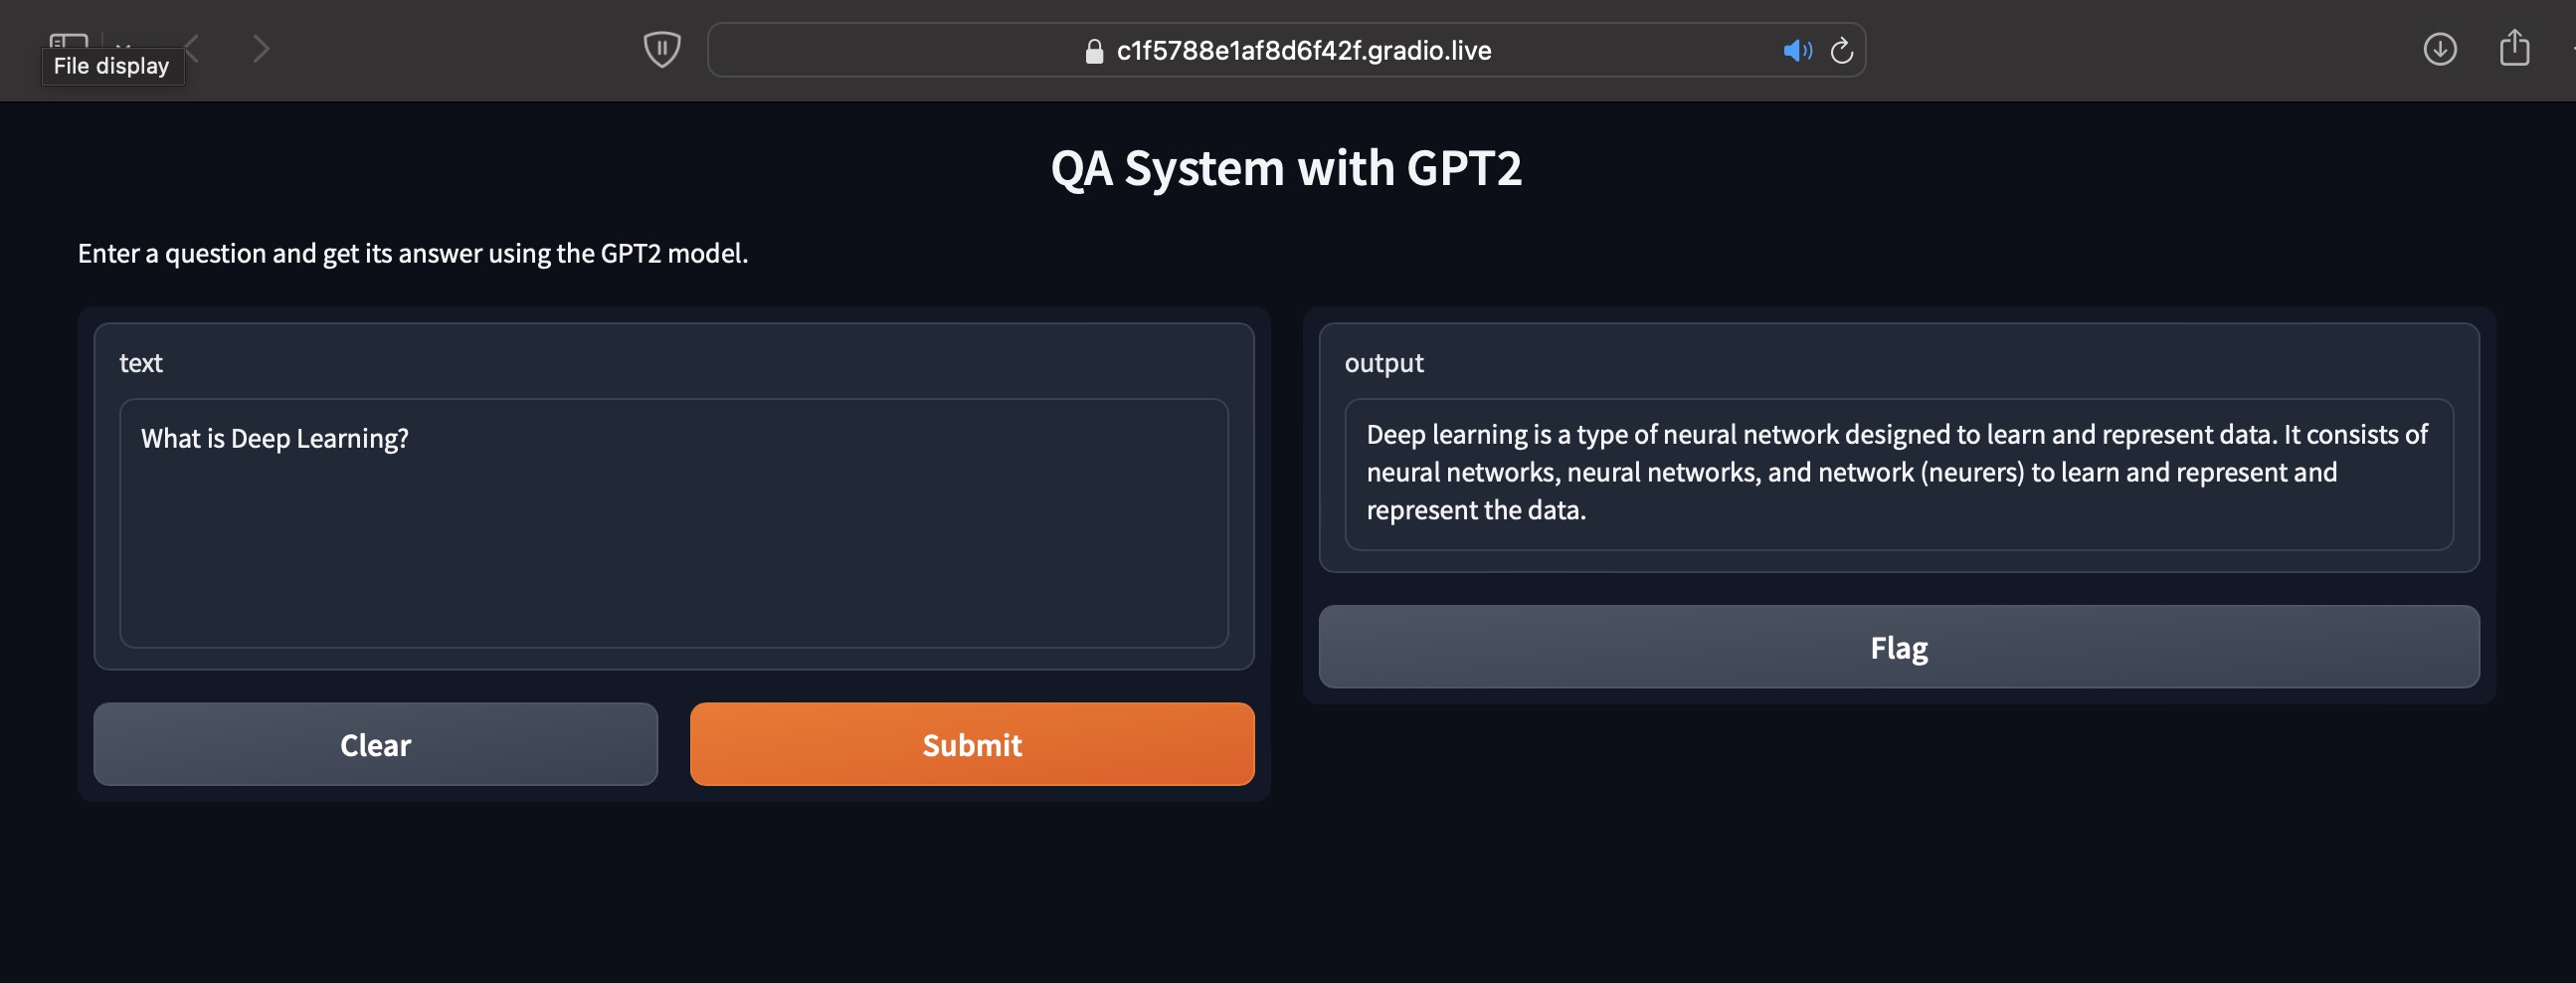 File display
c1f5788e1af8d6f42f.gradio.live
QA System with GPT2
Enter a question and get its answer using the GPT2 model.
text
What is Deep Learning?
Clear
Submit
output
Deep learning is a type of neural network designed to learn and represent data. It consists of
neural networks, neural networks, and network (neurers) to learn and represent and
represent the data.
Flag